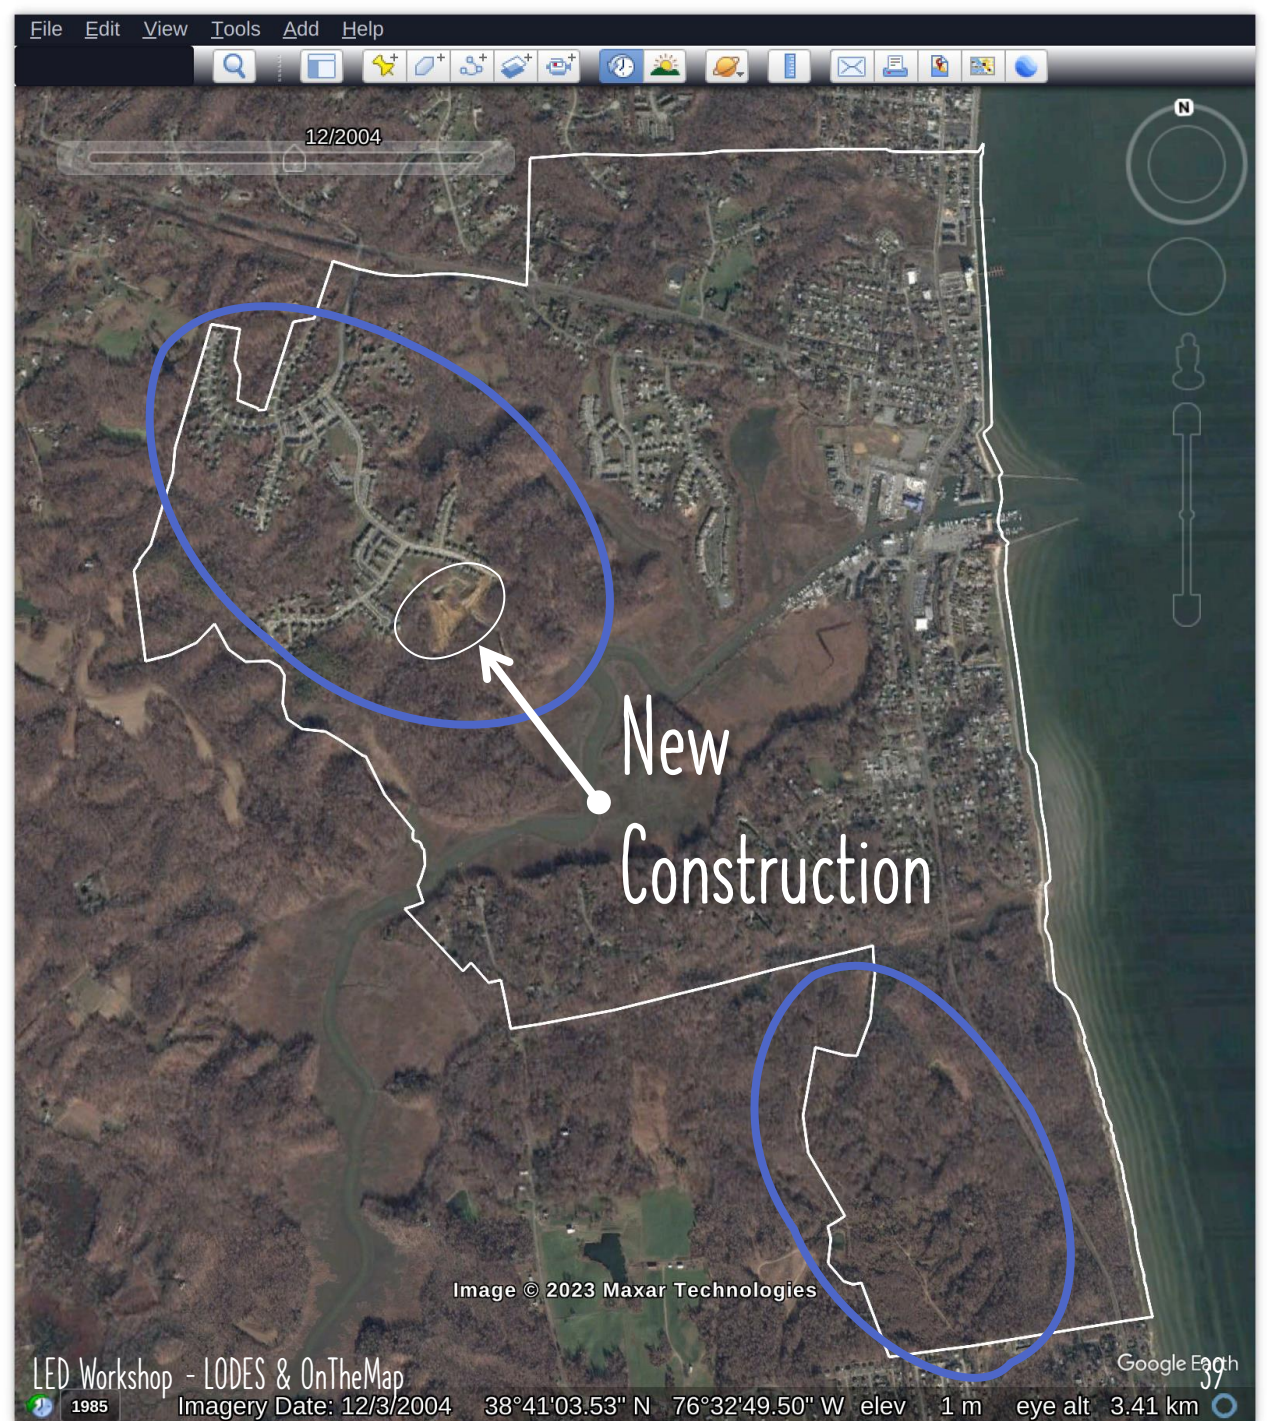 File Edit View Tools Add Help
12/2004
N
New
Construction
Image © 2023 Maxar Technologies
Google Earth
LED Workshop - LODES & OnTheMap
39
1985 Imagery Date: 12/3/2004 38°41'03.53" N 76°32'49.50" W elev 1 m eye alt 3.41 km